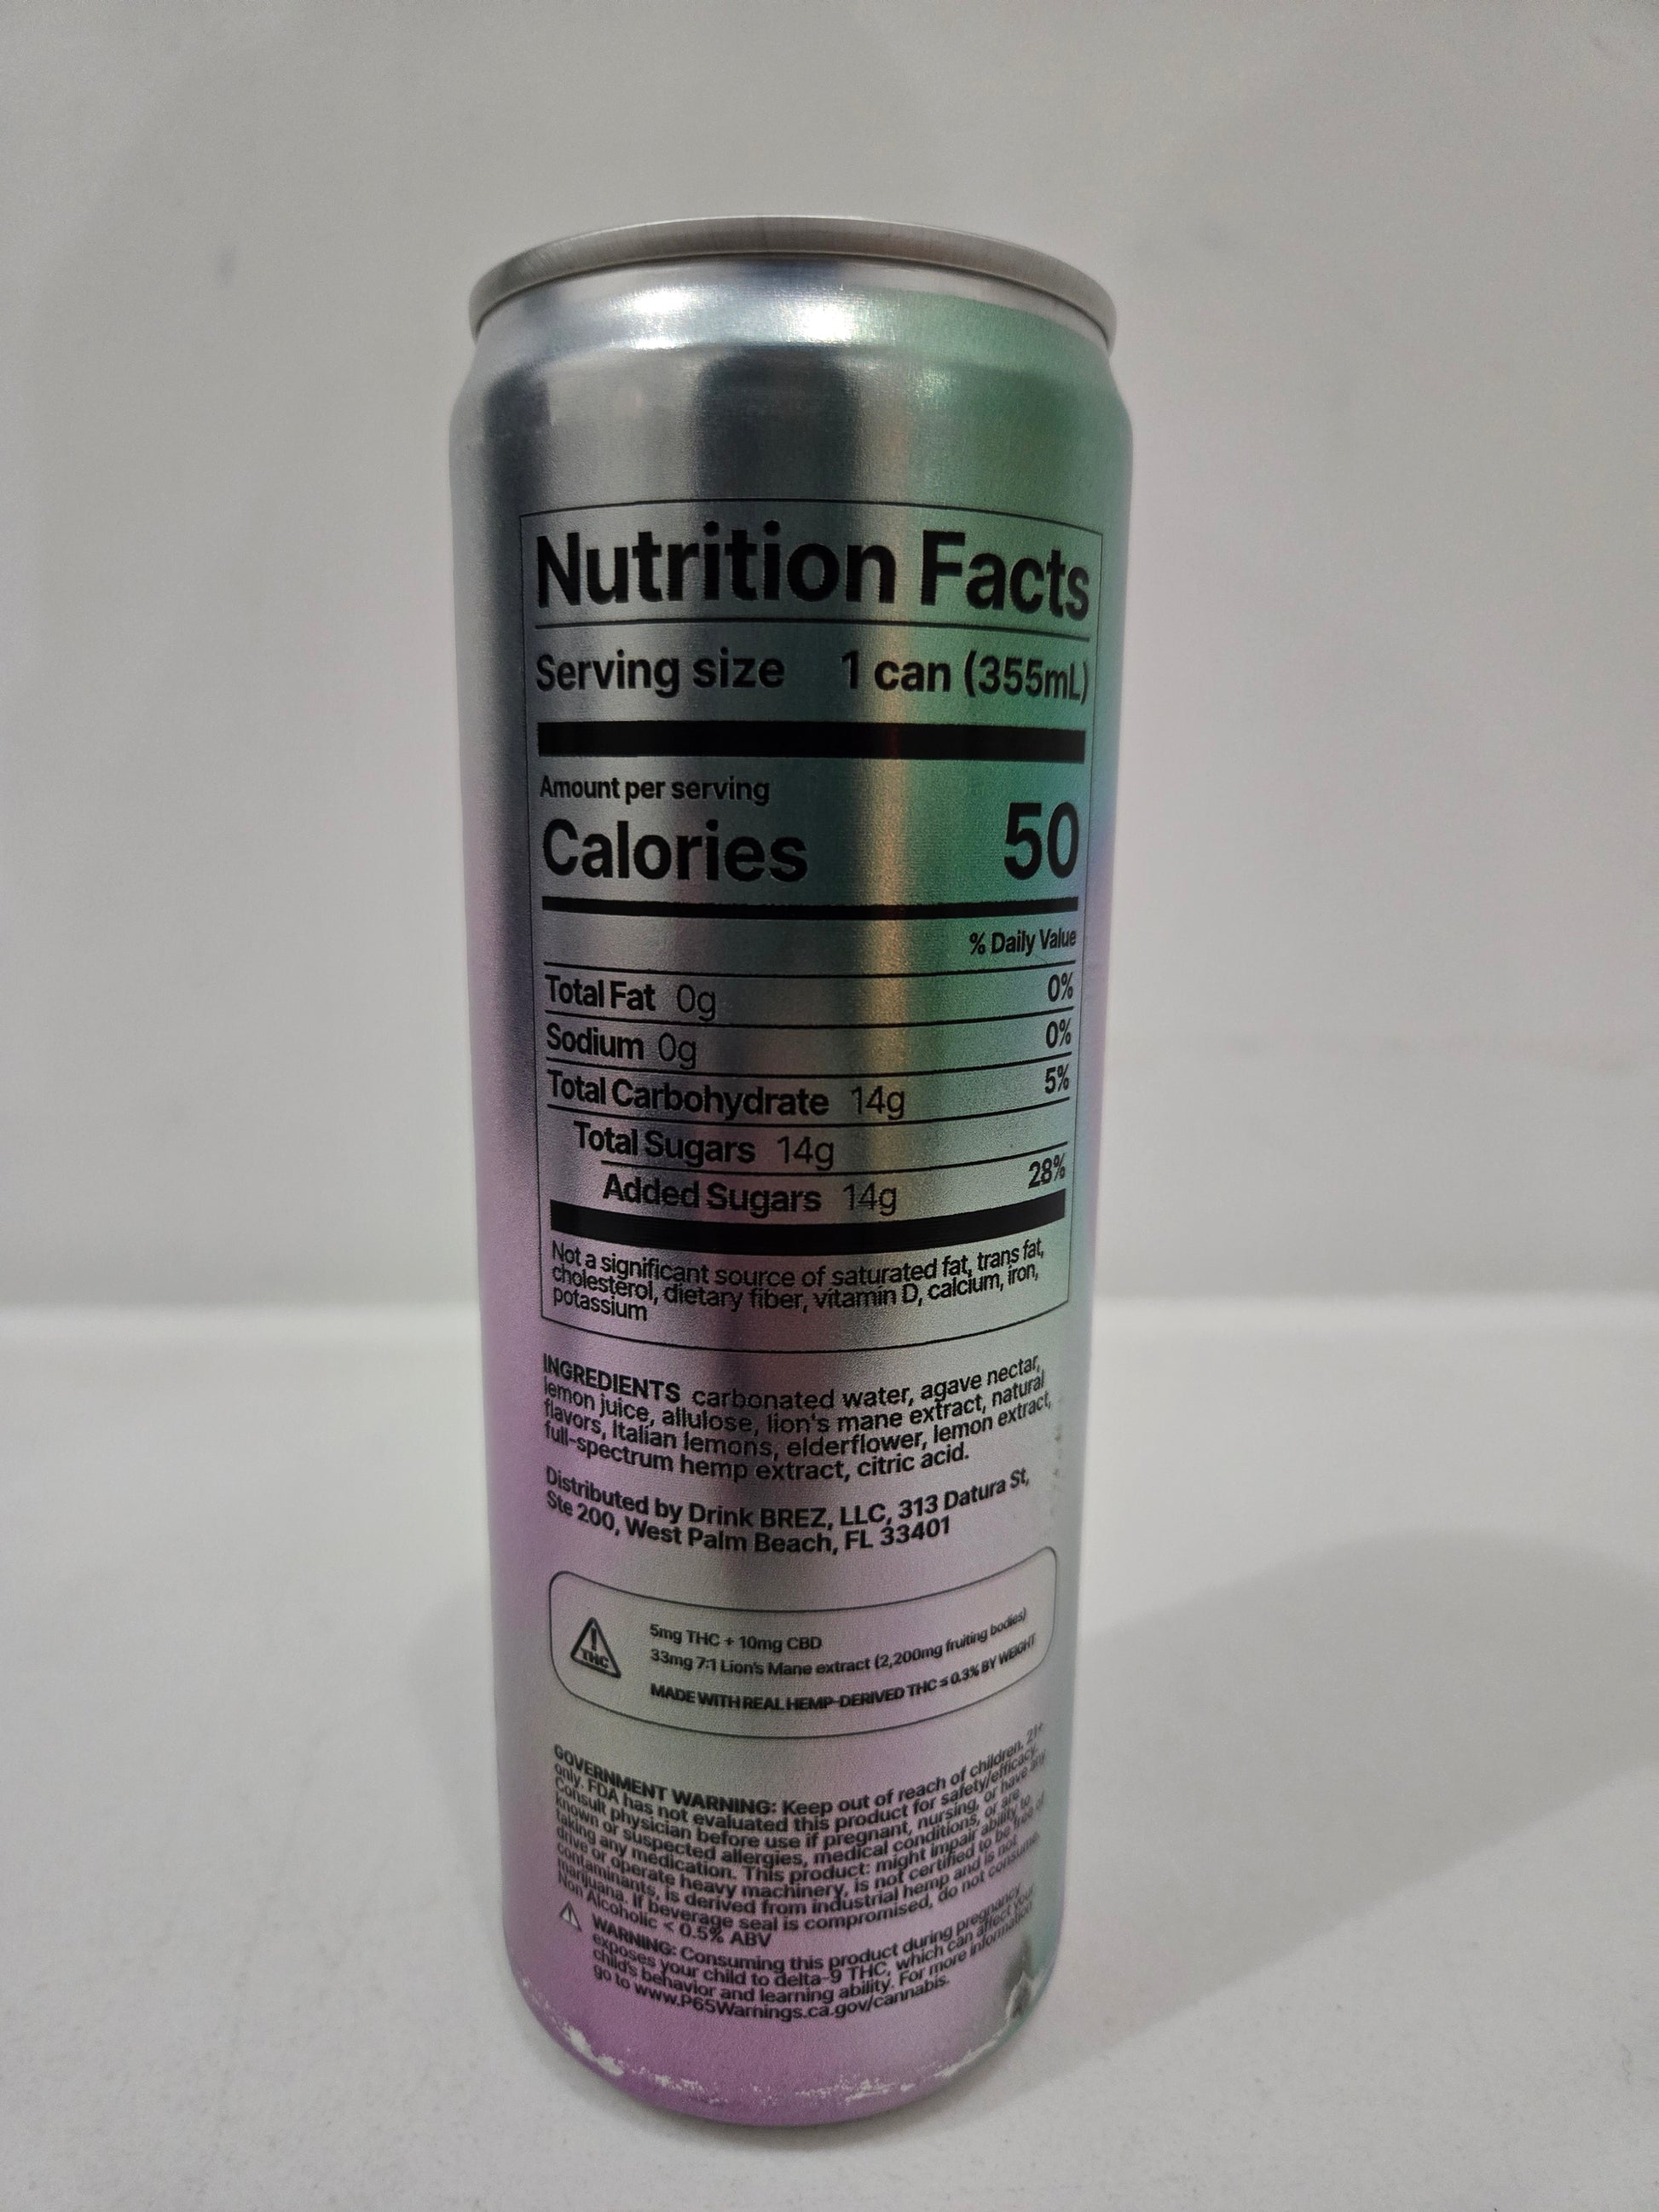 Nutrition Facts
Serving size 1 can (355mL)
Amount per serving
Calories 50
% Daily Value
Total Fat 0g 0%
Sodium 0g 0%
Total Carbohydrate 14g 5%
Total Sugars 14g
Added Sugars 14g 28%
Not a significant source of saturated fat, trans fat,
cholesterol, dietary fiber, vitamin D, calcium, iron,
potassium
INGREDIENTS carbonated water, agave nectar,
lemon juice, allulose, lion's mane extract, natural
flavors, Italian lemons, elderflower, lemon extract,
full-spectrum hemp extract, citric acid.
Distributed by Drink BREZ, LLC, 313 Datura St,
Ste 200, West Palm Beach, FL 33401
THC
5mg THC + 10mg CBD
33mg 7:1 Lion's Mane extract (2,200mg fruiting bodies)
MADE WITH REAL HEMP-DERIVED THC ≤ 0.3% BY WEIGHT
GOVERNMENT WARNING: Keep out of reach of children. 21+
only. FDA has not evaluated this product for safety/efficacy.
Consult physician before use if pregnant, nursing, or have any
known or suspected allergies, medical conditions, or are
taking any medication. This product: might impair ability to
drive or operate heavy machinery, is not certified to be free of
contaminants, is derived from industrial hemp and is not
marijuana. If beverage seal is compromised, do not consume.
Non Alcoholic < 0.5% ABV
WARNING: Consuming this product during pregnancy
exposes your child to delta-9 THC, which can affect your
child's behavior and learning ability. For more information
go to www.P65Warnings.ca.gov/cannabis.